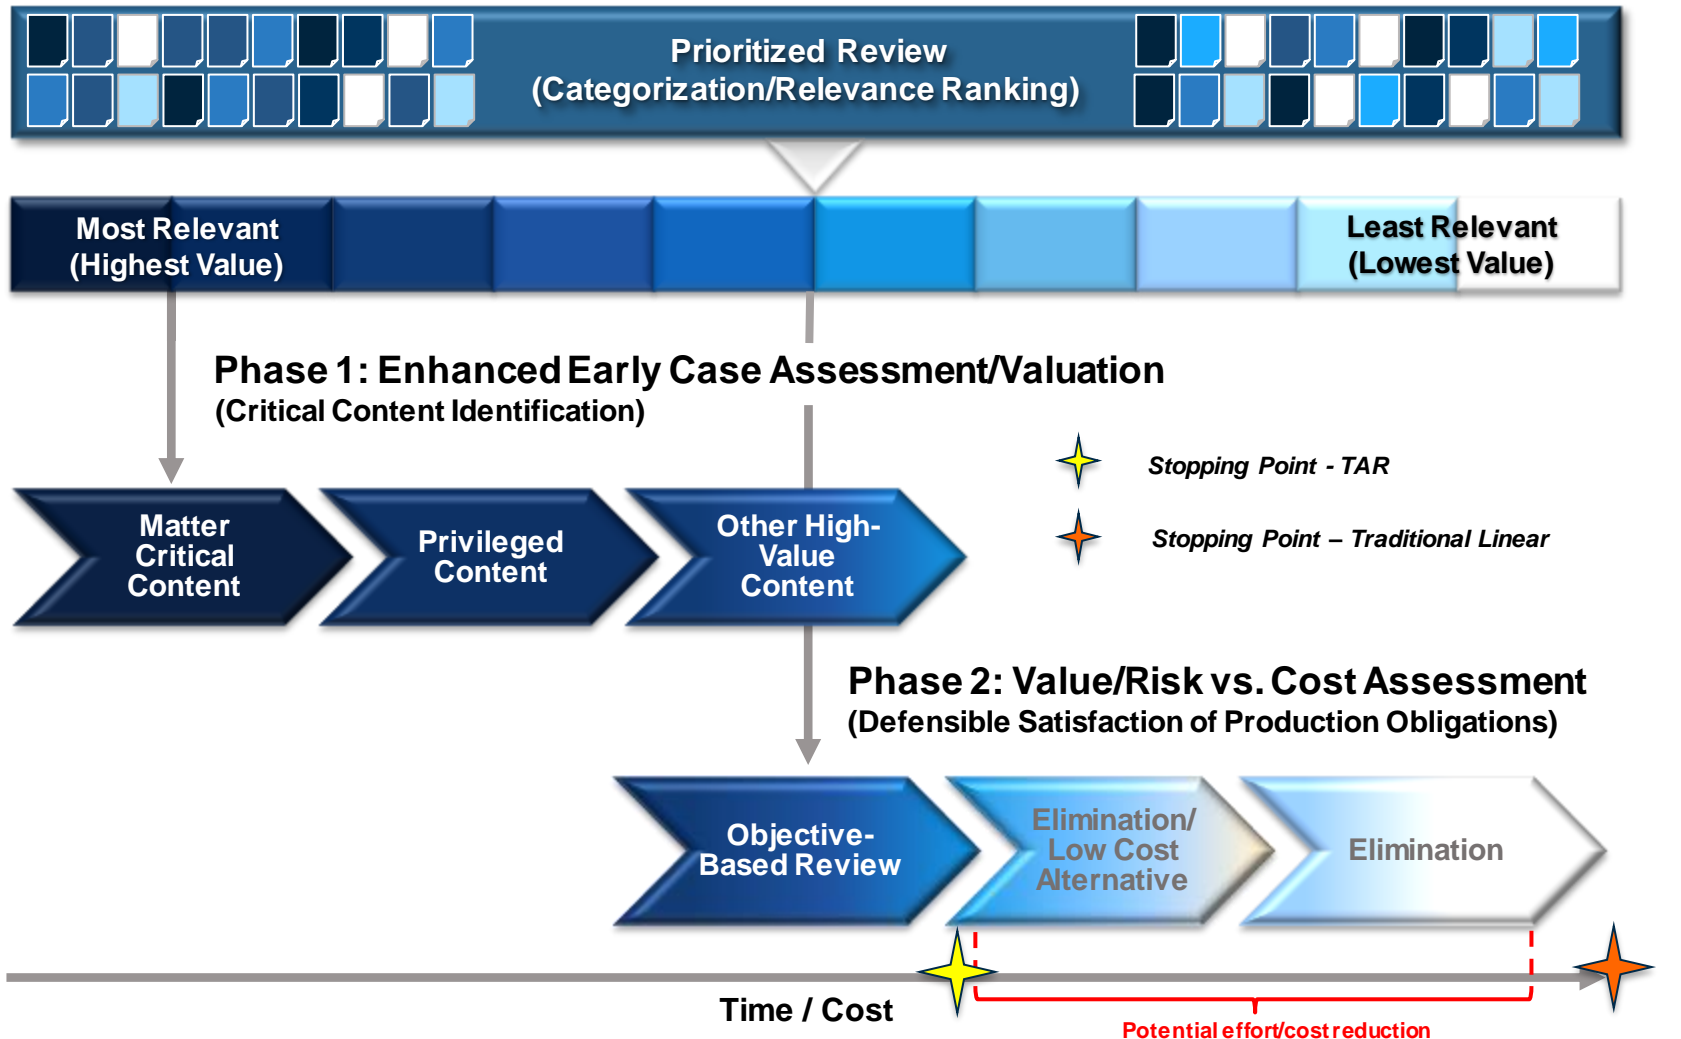 Prioritized Review
(Categorization/Relevance Ranking)
Most Relevant
(Highest Value)
Least Relevant
(Lowest Value)
Phase 1: Enhanced Early Case Assessment/Valuation
(Critical Content Identification)
Stopping Point - TAR
Stopping Point – Traditional Linear
Matter
Critical
Content
Privileged
Content
Other High-
Value
Content
Phase 2: Value/Risk vs. Cost Assessment
(Defensible Satisfaction of Production Obligations)
Objective-
Based Review
Elimination/
Low Cost
Alternative
Elimination
Time / Cost
Potential effort/cost reduction